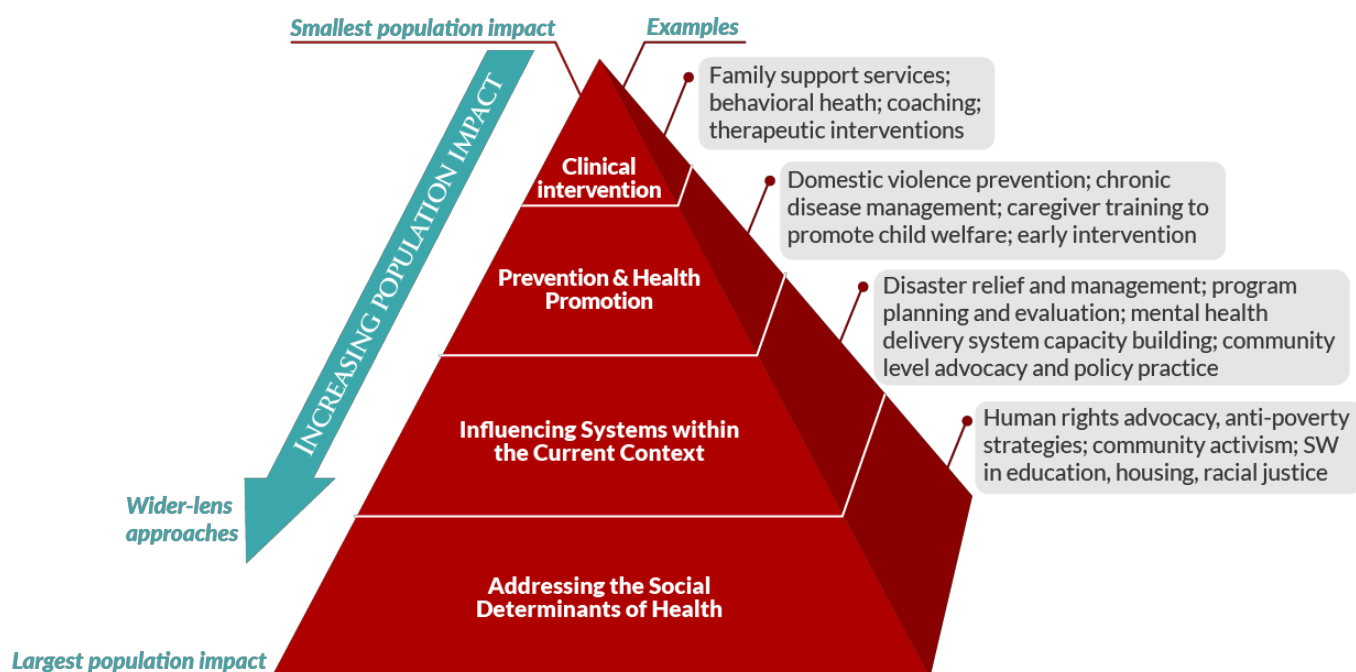 Smallest population impact
Examples
INCREASING POPULATION IMPACT
Family support services;
behavioral heath; coaching;
therapeutic interventions
Clinical
intervention
Domestic violence prevention; chronic
disease management; caregiver training to
promote child welfare; early intervention
Prevention & Health
Promotion
Disaster relief and management; program
planning and evaluation; mental health
delivery system capacity building; community
level advocacy and policy practice
Influencing Systems within
the Current Context
Human rights advocacy, anti-poverty
strategies; community activism; SW
in education, housing, racial justice
Wider-lens
approaches
Addressing the Social
Determinants of Health
Largest population impact